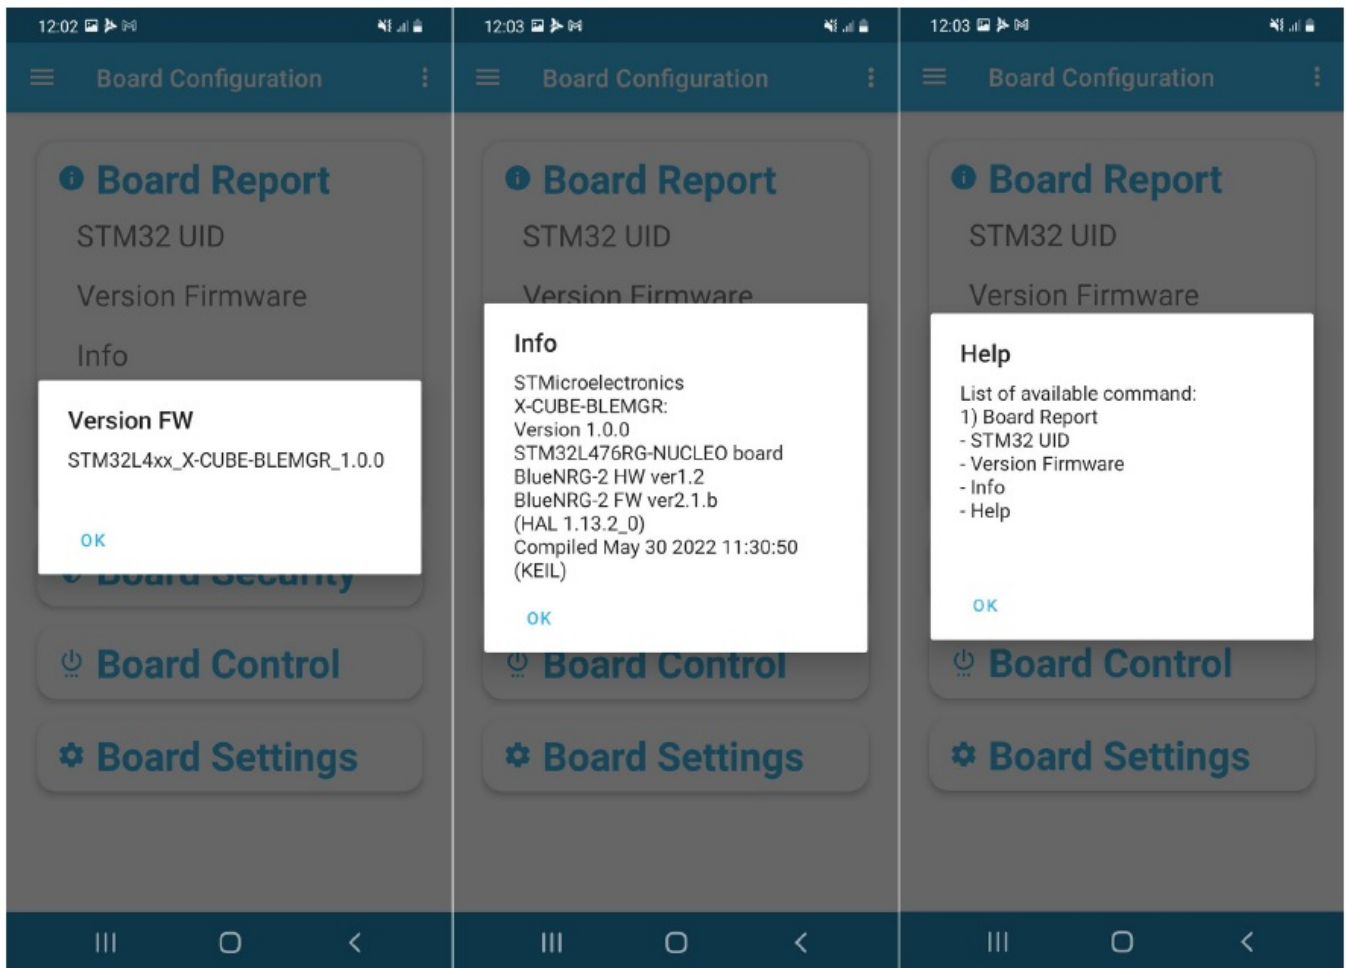 12:02
Board Configuration
Board Report
STM32 UID
Version Firmware
Info
Version FW
STM32L4xx_X-CUBE-BLEMGR_1.0.0
OK
Board Security
Board Control
Board Settings
12:03
Board Configuration
Board Report
STM32 UID
Version Firmware
Info
STMicroelectronics
X-CUBE-BLEMGR:
Version 1.0.0
STM32L476RG-NUCLEO board
BlueNRG-2 HW ver1.2
BlueNRG-2 FW ver2.1.b
(HAL 1.13.2_0)
Compiled May 30 2022 11:30:50
(KEIL)
OK
Board Control
Board Settings
12:03
Board Configuration
Board Report
STM32 UID
Version Firmware
Help
List of available command:
1) Board Report
- STM32 UID
- Version Firmware
- Info
- Help
OK
Board Control
Board Settings